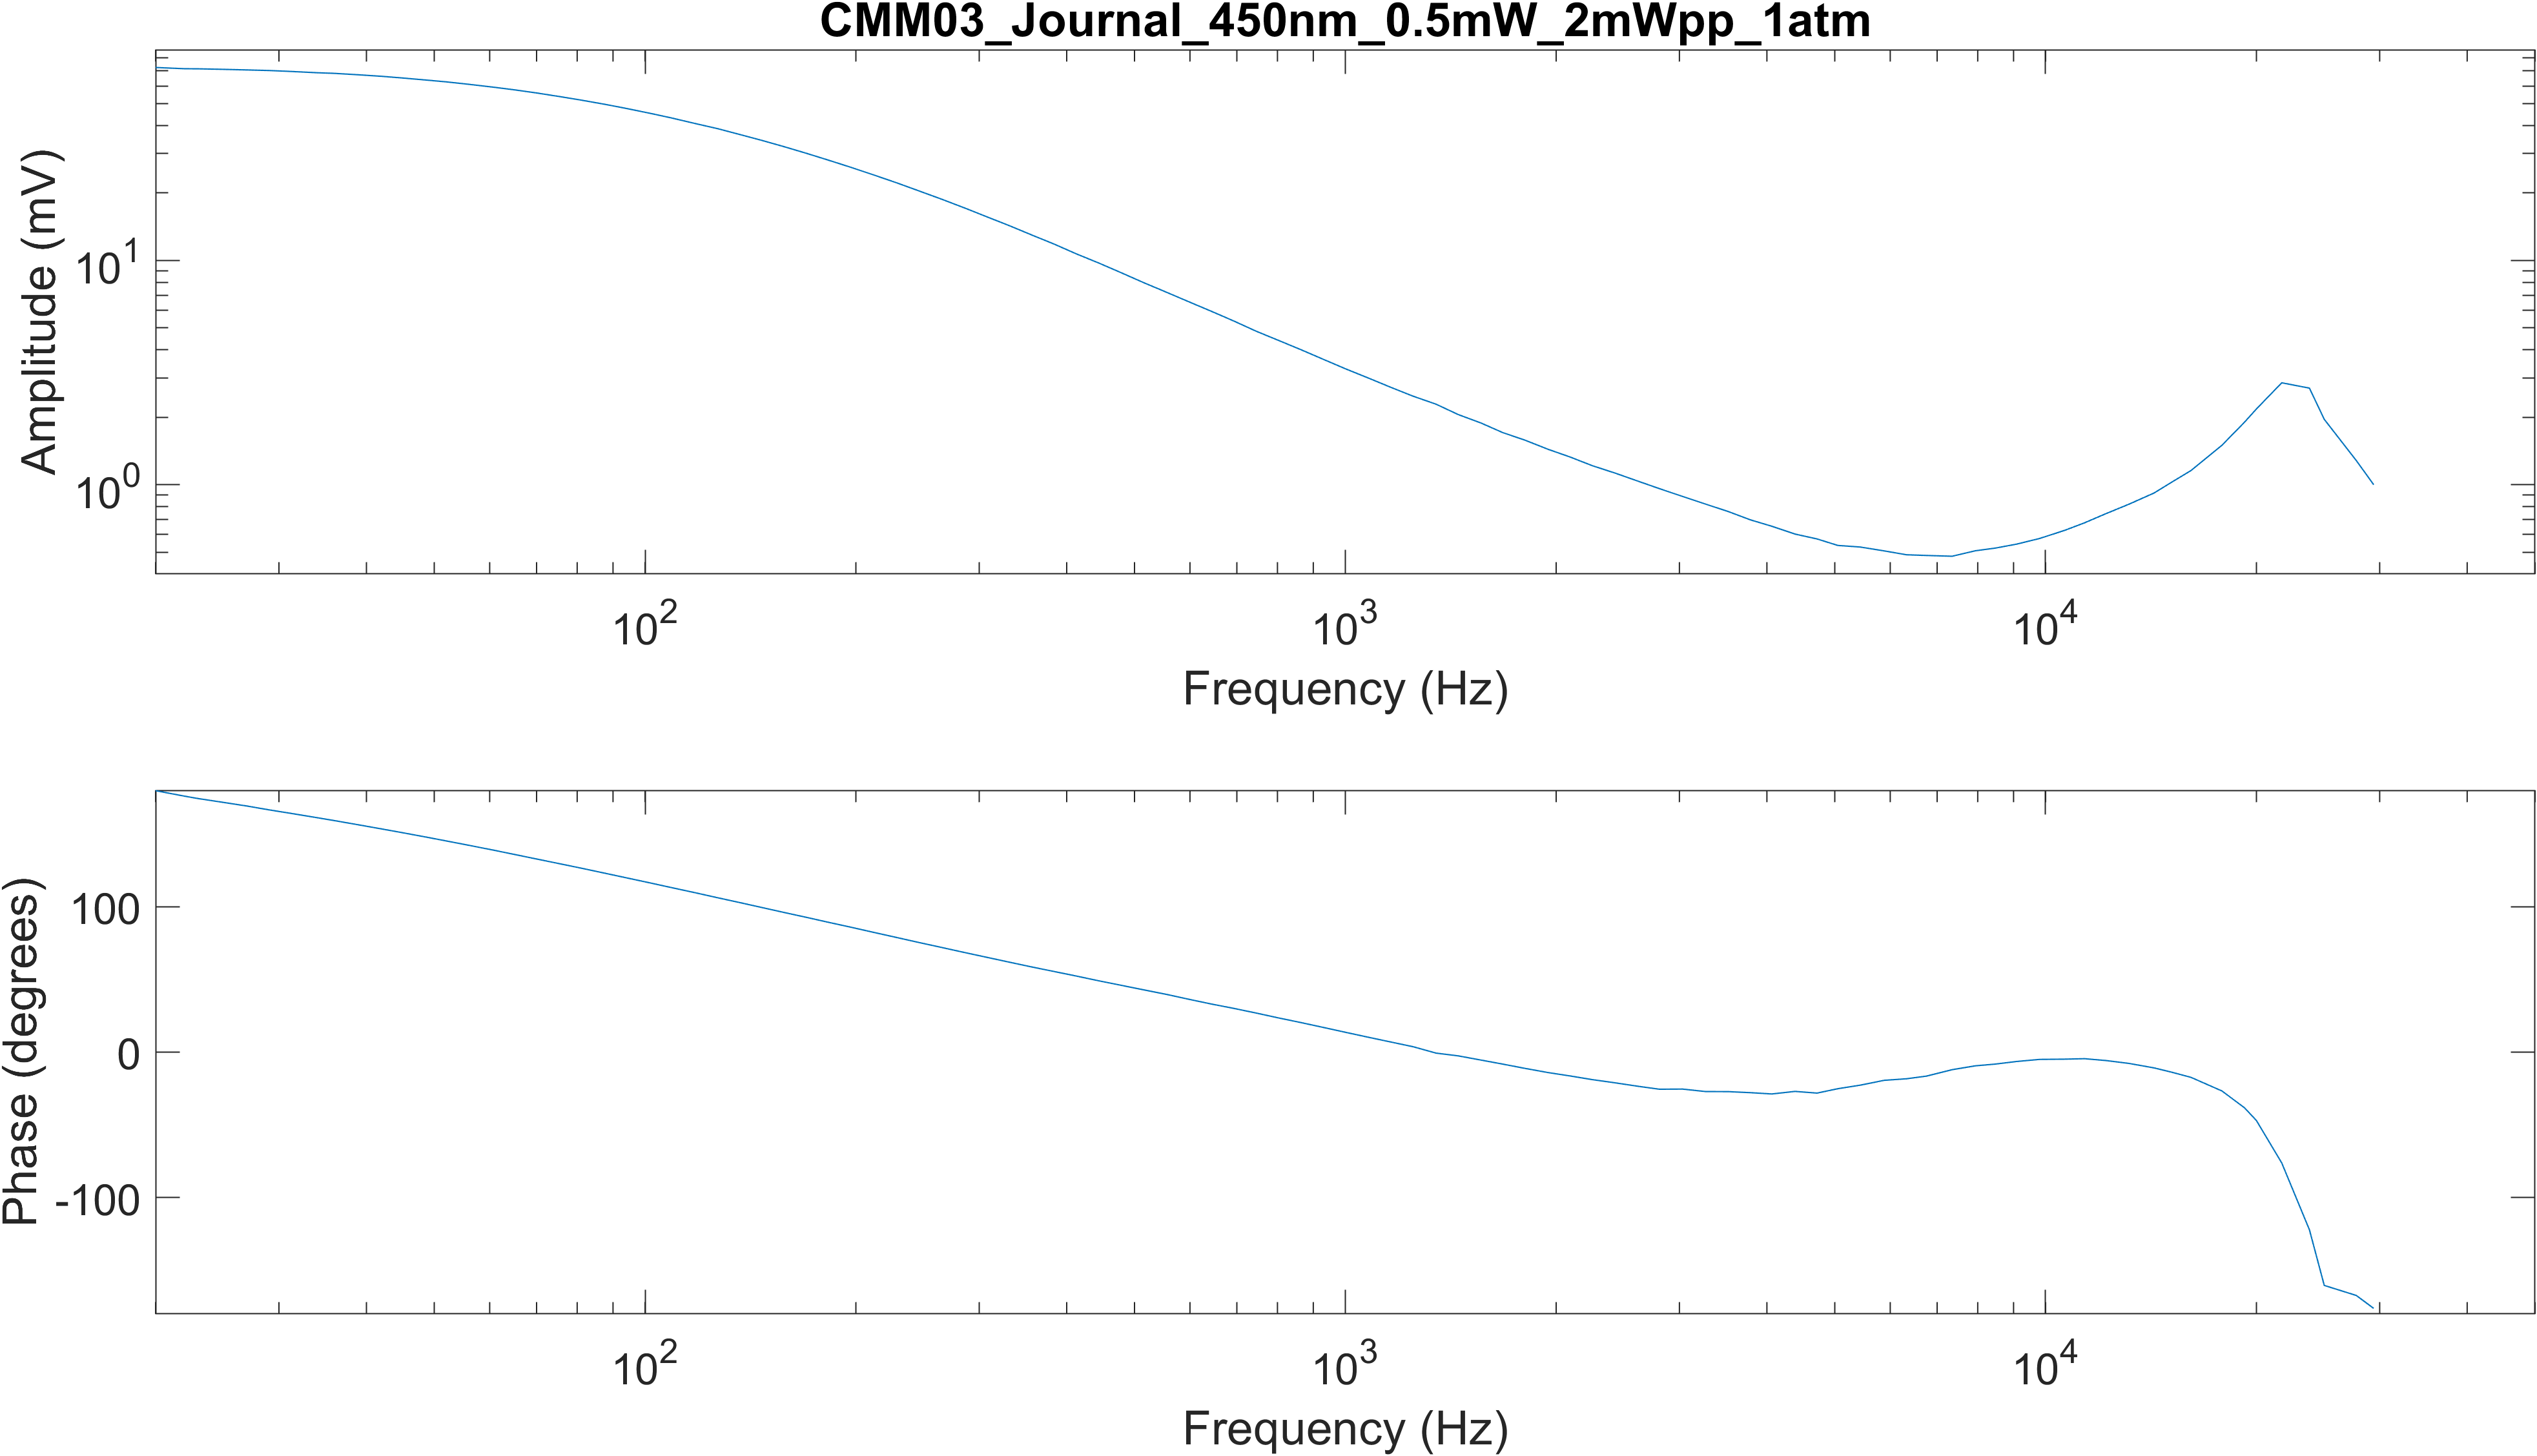 CMM03_Journal_450nm_0.5mW_2mWpp_1atm
Amplitude (mV)
10^1
10^0
10^2
10^3
10^4
Frequency (Hz)
Phase (degrees)
100
0
-100
10^2
10^3
10^4
Frequency (Hz)